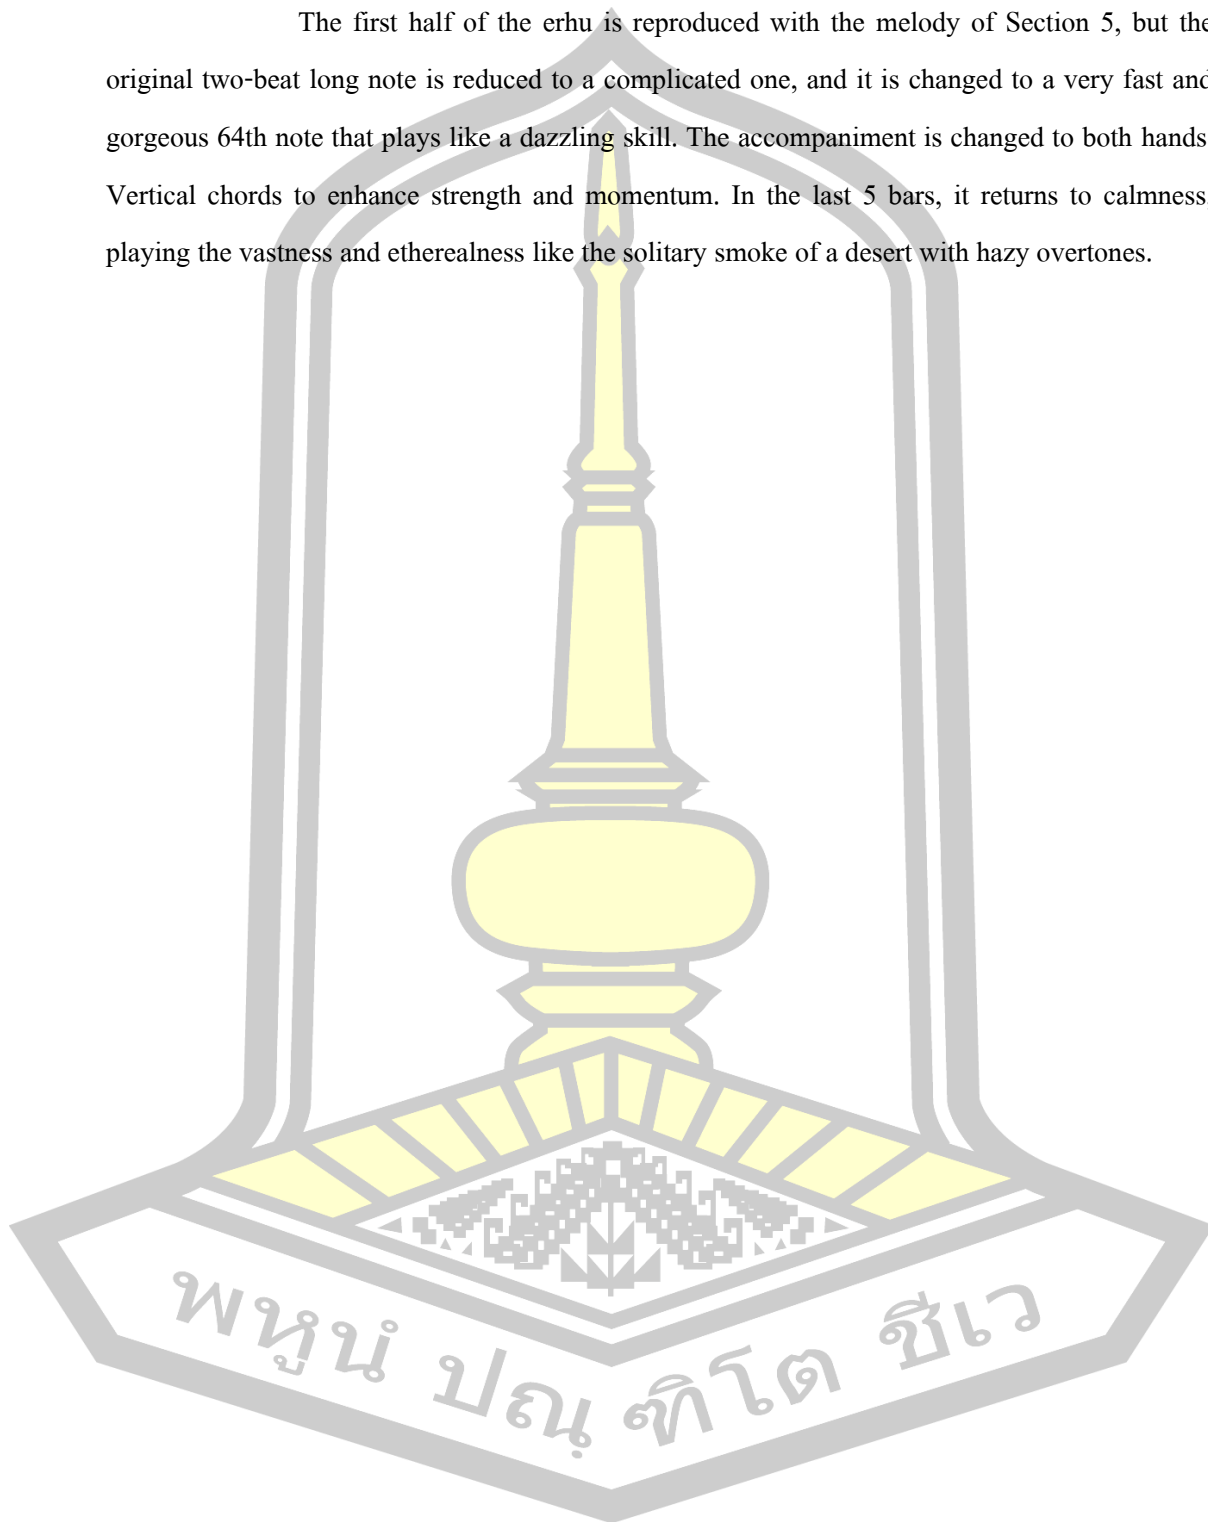 The first half of the erhu is reproduced with the melody of Section 5, but the
original two-beat long note is reduced to a complicated one, and it is changed to a very fast and
gorgeous 64th note that plays like a dazzling skill. The accompaniment is changed to both hands
Vertical chords to enhance strength and momentum. In the last 5 bars, it returns to calmness,
playing the vastness and etherealness like the solitary smoke of a desert with hazy overtones.
พหูนํ ปณฺฑิโต ชีเว